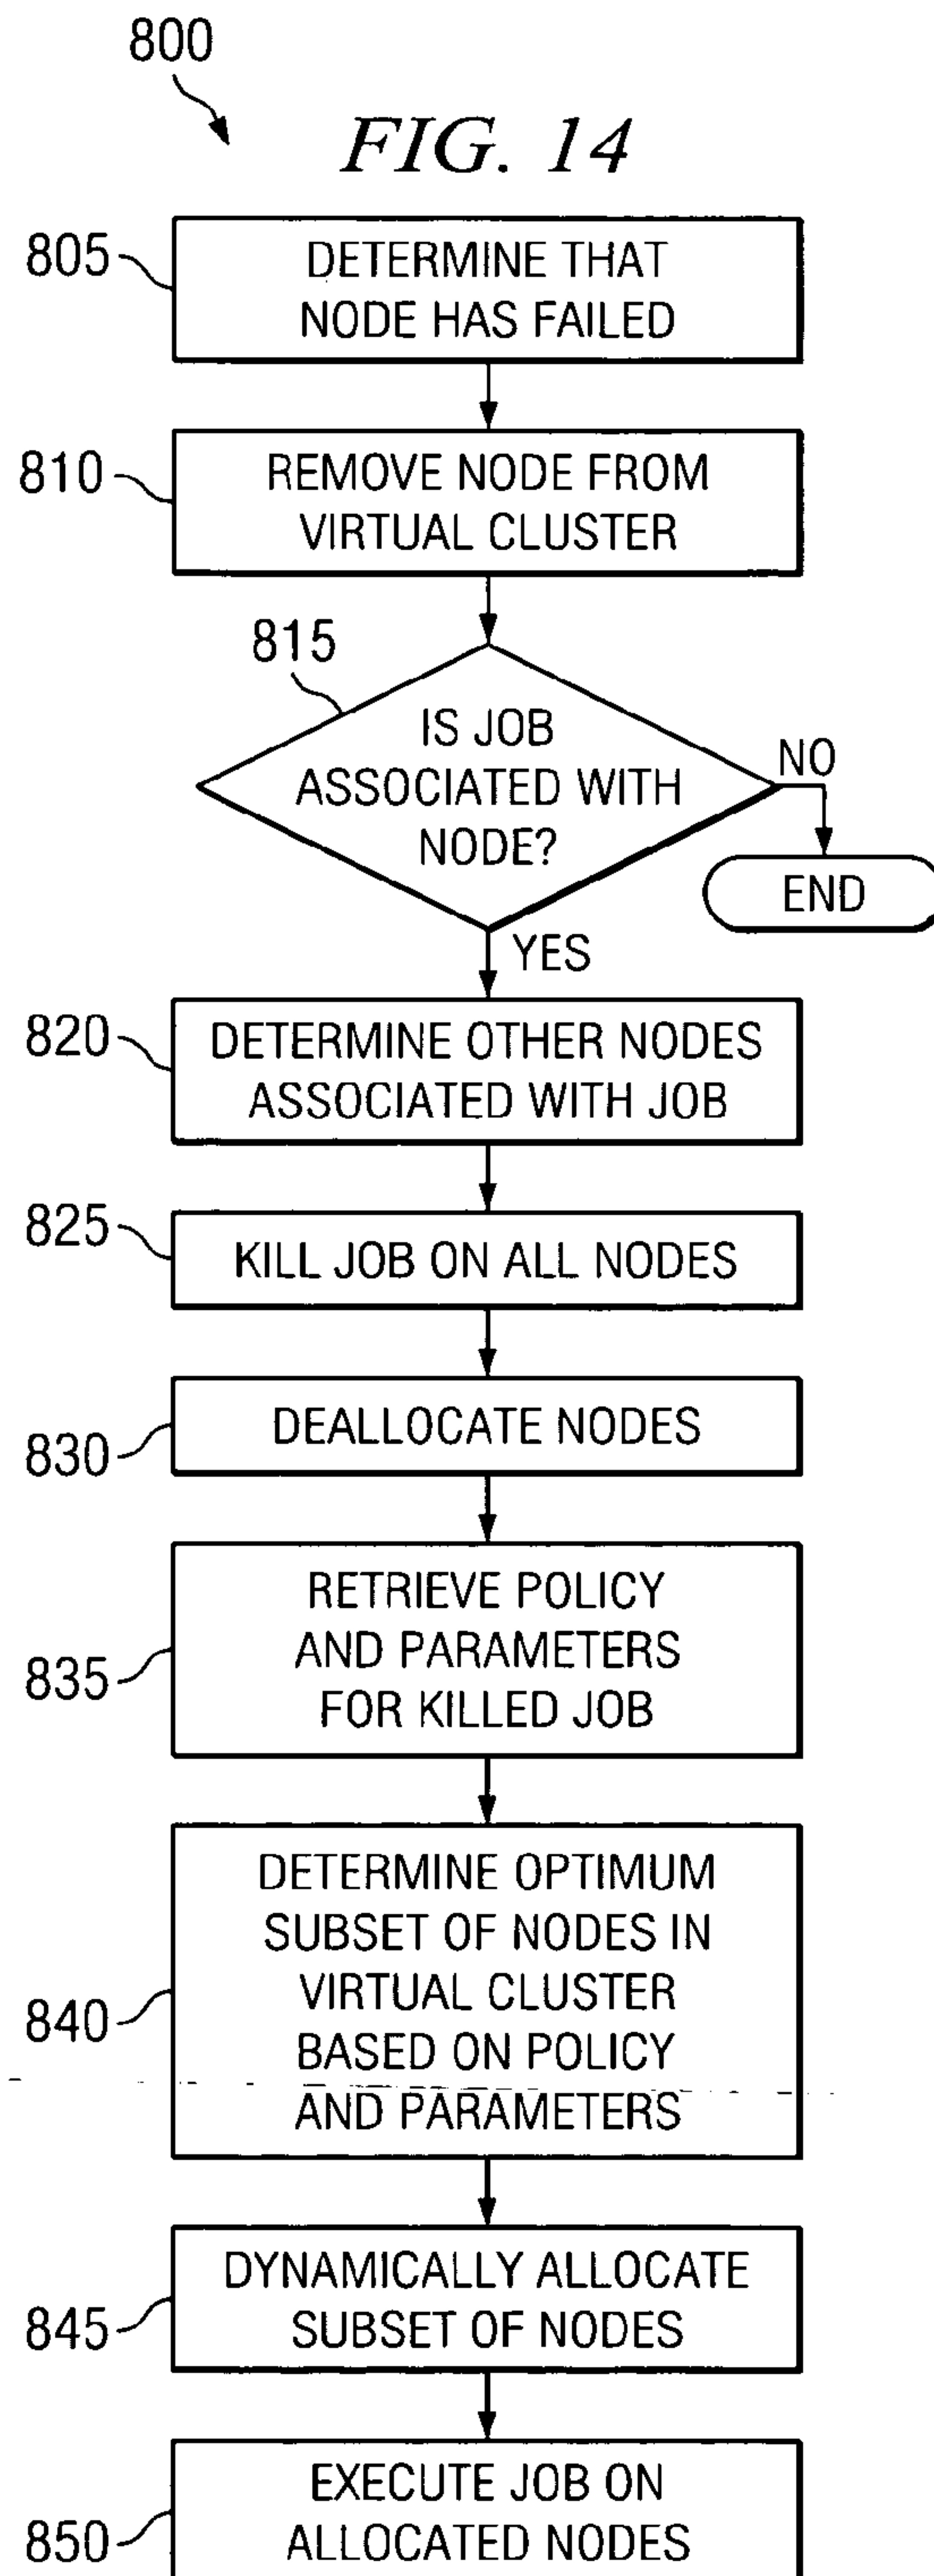 800
FIG. 14
805
DETERMINE THAT
NODE HAS FAILED
810
REMOVE NODE FROM
VIRTUAL CLUSTER
815
IS JOB
ASSOCIATED WITH
NODE?
NO
END
YES
820
DETERMINE OTHER NODES
ASSOCIATED WITH JOB
825
KILL JOB ON ALL NODES
830
DEALLOCATE NODES
835
RETRIEVE POLICY
AND PARAMETERS
FOR KILLED JOB
840
DETERMINE OPTIMUM
SUBSET OF NODES IN
VIRTUAL CLUSTER
BASED ON POLICY
AND PARAMETERS
845
DYNAMICALLY ALLOCATE
SUBSET OF NODES
850
EXECUTE JOB ON
ALLOCATED NODES